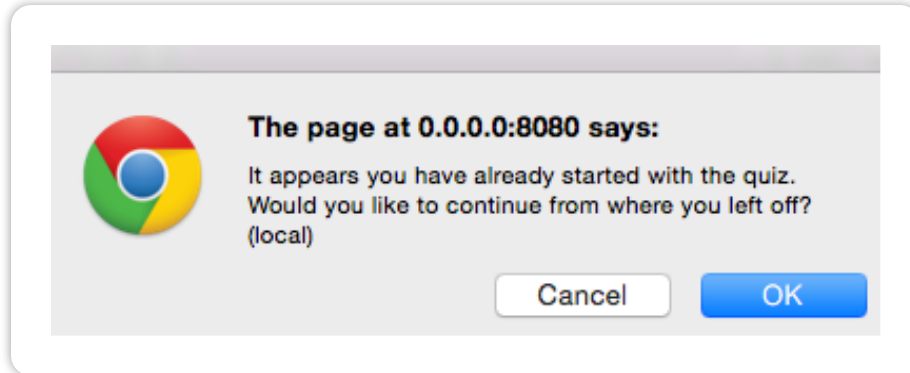 The page at 0.0.0.0:8080 says:
It appears you have already started with the quiz.
Would you like to continue from where you left off?
(local)
Cancel OK